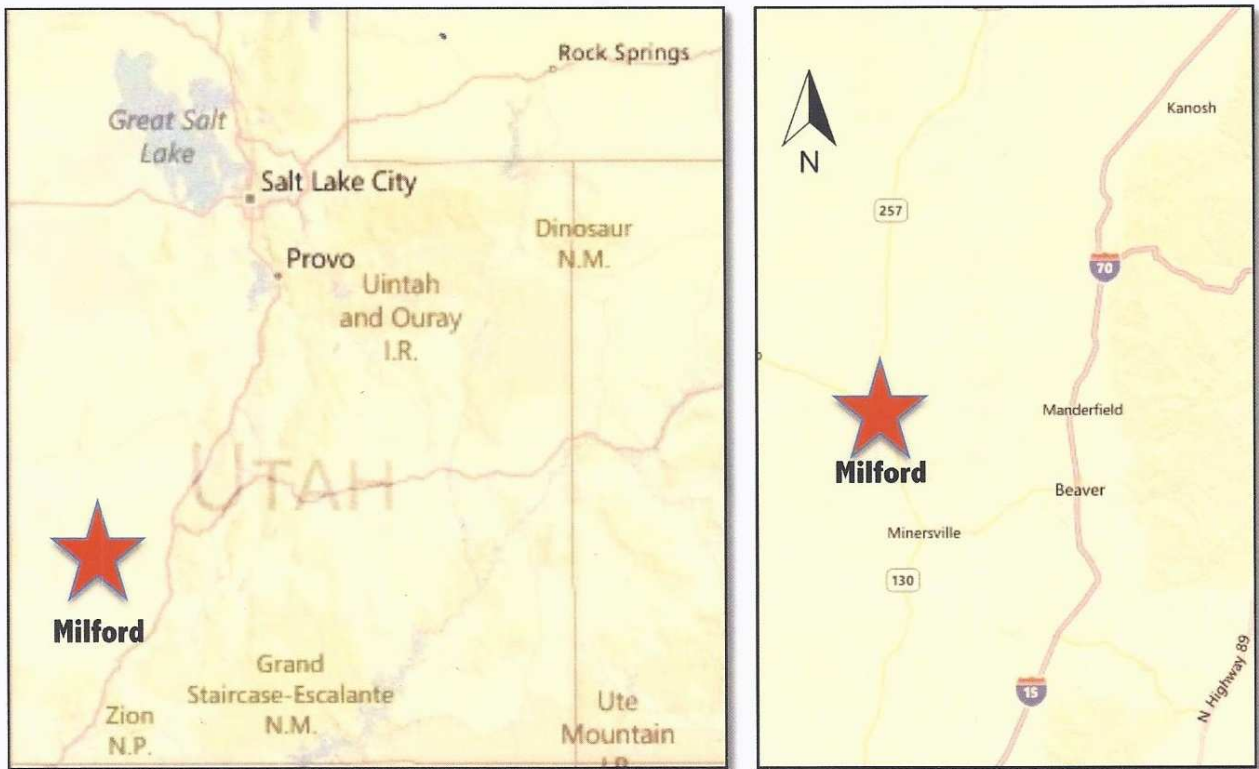 Rock Springs
Great Salt
Lake
Salt Lake City
Dinosaur
N.M.
Provo
Uintah
and Ouray
I.R.
UTAH
Milford
Grand
Staircase-Escalante
N.M.
Zion
N.P.
Ute
Mountain
I.R.
Kanosh
N
257
70
Manderfield
Milford
Beaver
Minersville
130
15
N Highway 89